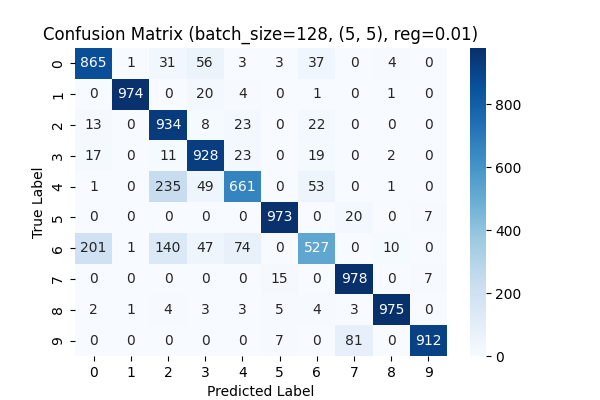 Confusion Matrix (batch_size=128, (5, 5), reg=0.01)
0 865 1 31 56 3 3 37 0 4 0
1 0 974 0 20 4 0 1 0 1 0
2 13 0 934 8 23 0 22 0 0 0
3 17 0 11 928 23 0 19 0 2 0
4 1 0 235 49 661 0 53 0 1 0
5 0 0 0 0 0 973 0 20 0 7
6 201 1 140 47 74 0 527 0 10 0
7 0 0 0 0 0 15 0 978 0 7
8 2 1 4 3 3 5 4 3 975 0
9 0 0 0 0 0 7 0 81 0 912
0 1 2 3 4 5 6 7 8 9
Predicted Label
True Label
800
600
400
200
0